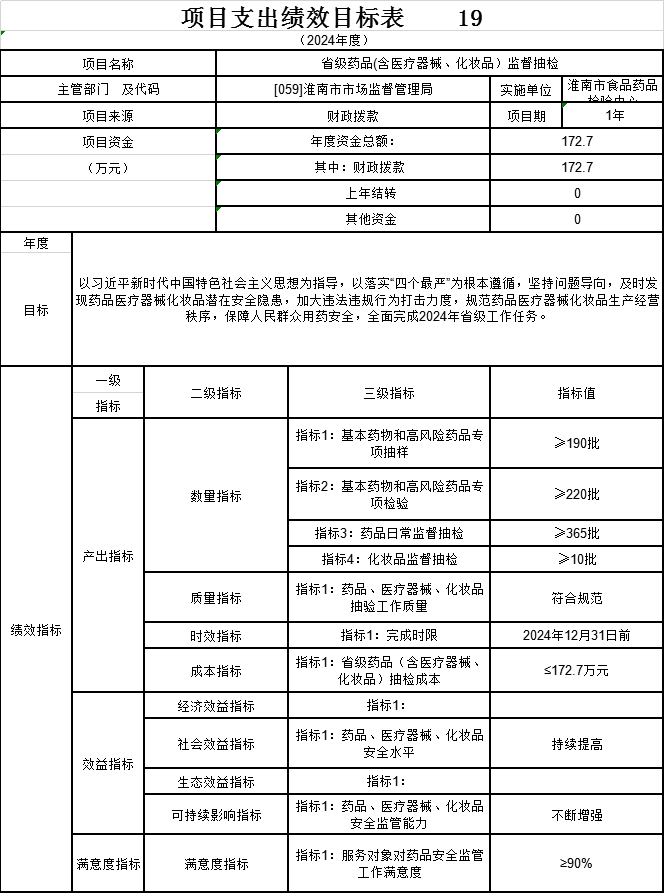 项目支出绩效目标表 19
（2024年度）
项目名称 省级药品(含医疗器械、化妆品）监督抽检
主管部门 及代码 [059]淮南市市场监督管理局 实施单位 淮南市食品药品
检验中心
项目来源 财政拨款 项目期 1年
项目资金 年度资金总额： 172.7
（万元） 其中：财政拨款 172.7
上年结转 0
其他资金 0
年度
目标
以习近平新时代中国特色社会主义思想为指导，以落实“四个最严”为根本遵循，坚持问题导向，及时发
现药品医疗器械化妆品潜在安全隐患，加大违法违规行为打击力度，规范药品医疗器械化妆品生产经营
秩序，保障人民群众用药安全，全面完成2024年省级工作任务。
绩效指标
一级
指标
二级指标 三级指标 指标值
产出指标
数量指标
指标1：基本药物和高风险药品专
项抽样
≥190批
指标2：基本药物和高风险药品专
项检验
≥220批
指标3：药品日常监督抽检 ≥365批
指标4：化妆品监督抽检 ≥10批
质量指标
指标1：药品、医疗器械、化妆品
抽验工作质量
符合规范
时效指标 指标1：完成时限 2024年12月31日前
成本指标
指标1：省级药品（含医疗器械、
化妆品）抽检成本
≤172.7万元
效益指标
经济效益指标 指标1：
社会效益指标
指标1：药品、医疗器械、化妆品
安全水平
持续提高
生态效益指标 指标1：
可持续影响指标
指标1：药品、医疗器械、化妆品
安全监管能力
不断增强
满意度指标 满意度指标
指标1：服务对象对药品安全监管
工作满意度
≥90%